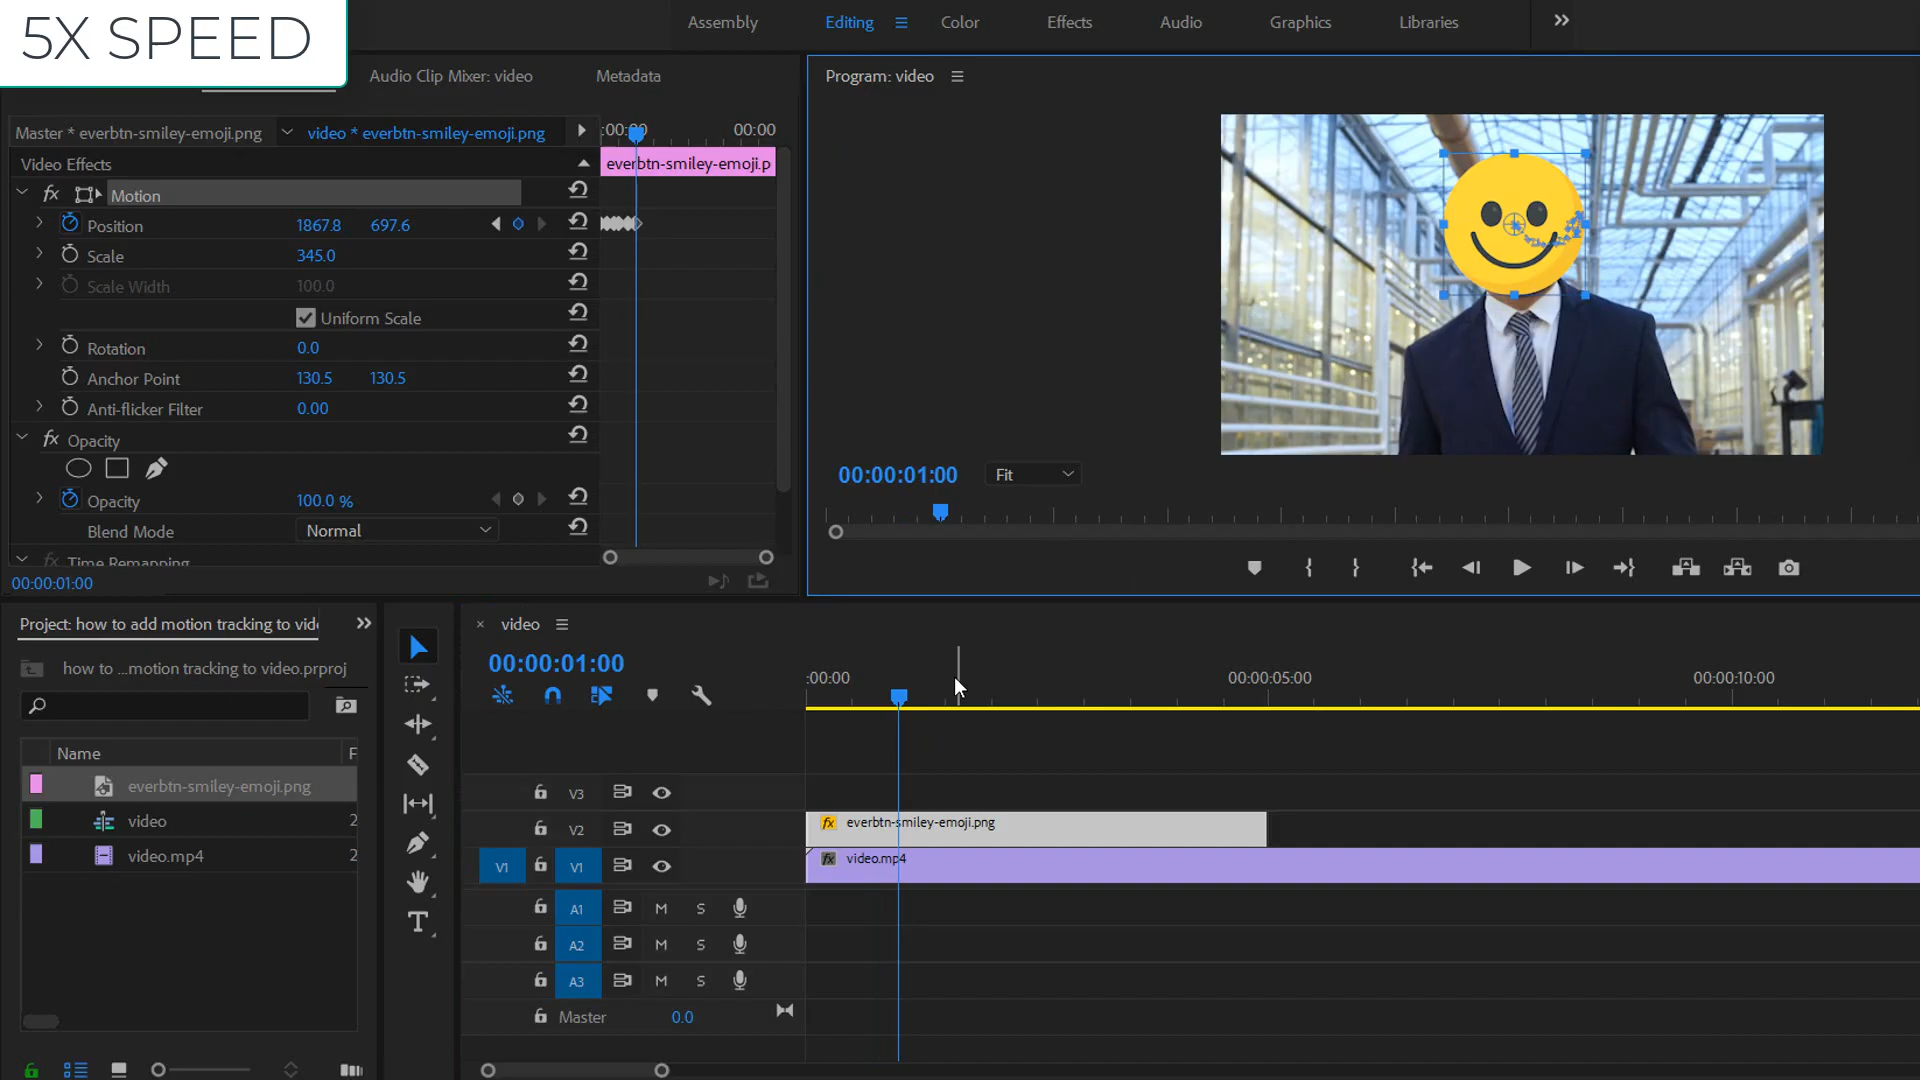 5X SPEED
Assembly
Editing
Color
Effects
Audio
Graphics
Libraries
Audio Clip Mixer: video
Metadata
Program: video
Master * everbtn-smiley-emoji.png
video * everbtn-smiley-emoji.png
:00:00
00:00
Video Effects
everbtn-smiley-emoji.p
fx Motion
Position 1867.8 697.6
Scale 345.0
Scale Width 100.0
Uniform Scale
Rotation 0.0
Anchor Point 130.5 130.5
Anti-flicker Filter 0.00
fx Opacity
Opacity 100.0 %
Blend Mode Normal
fx Time Remapping
00:00:01:00
00:00:01:00
Fit
Project: how to add motion tracking to vide
how to ...motion tracking to video.prproj
Name
F
everbtn-smiley-emoji.png
video 2
video.mp4 2
video
00:00:01:00
:00:00
00:00:05:00
00:00:10:00
V3
V2
fx everbtn-smiley-emoji.png
V1 V1
fx video.mp4
A1 M S
A2 M S
A3 M S
Master 0.0
T